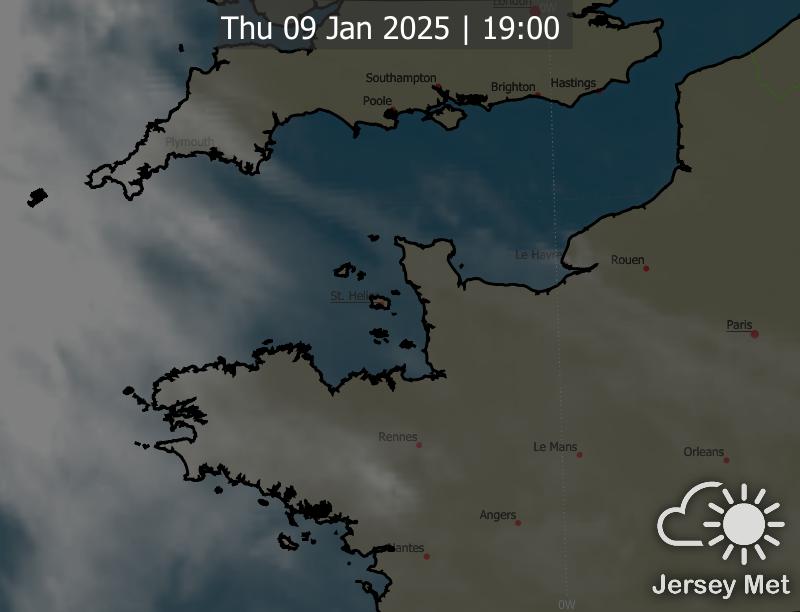 London
0W
Thu 09 Jan 2025 | 19:00
Southampton
Brighton
Hastings
Poole
Plymouth
Le Havre
Rouen
St. Helier
Paris
Rennes
Le Mans
Orleans
Angers
Nantes
Jersey Met
0W